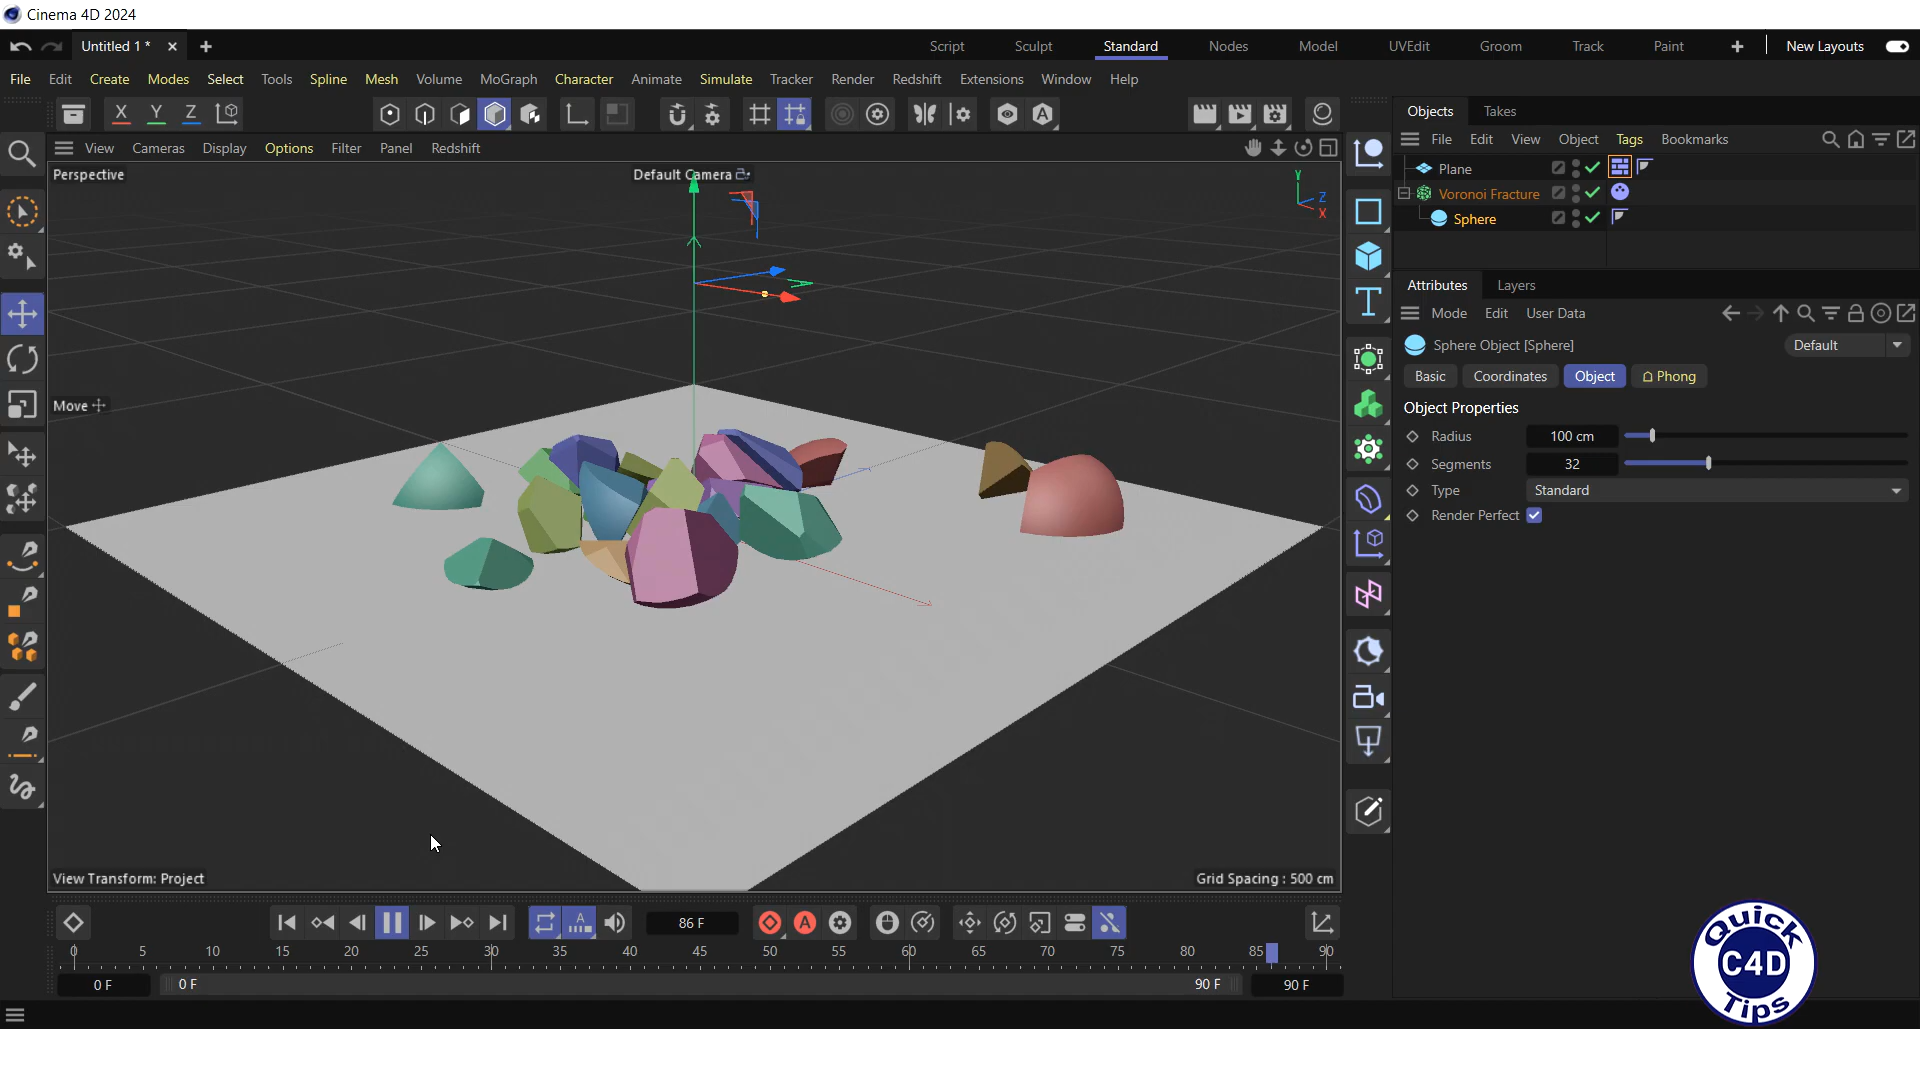 Cinema 4D 2024
Untitled 1 *
Script Sculpt Standard Nodes Model UVEdit Groom Track Paint New Layouts
File Edit Create Modes Select Tools Spline Mesh Volume MoGraph Character Animate Simulate Tracker Render Redshift Extensions Window Help
X Y Z
Objects Takes
File Edit View Object Tags Bookmarks
View Cameras Display Options Filter Panel Redshift
Perspective
Default Camera
Y
Z
X
Plane
Voronoi Fracture
Sphere
Attributes Layers
Mode Edit User Data
Sphere Object [Sphere]
Default
Basic Coordinates Object Phong
Object Properties
Radius 100 cm
Segments 32
Type Standard
Render Perfect
Move
View Transform: Project
Grid Spacing : 500 cm
86 F
0 5 10 15 20 25 30 35 40 45 50 55 60 65 70 75 80 85 90
0 F 0 F 90 F 90 F
Quick
C4D
Tips